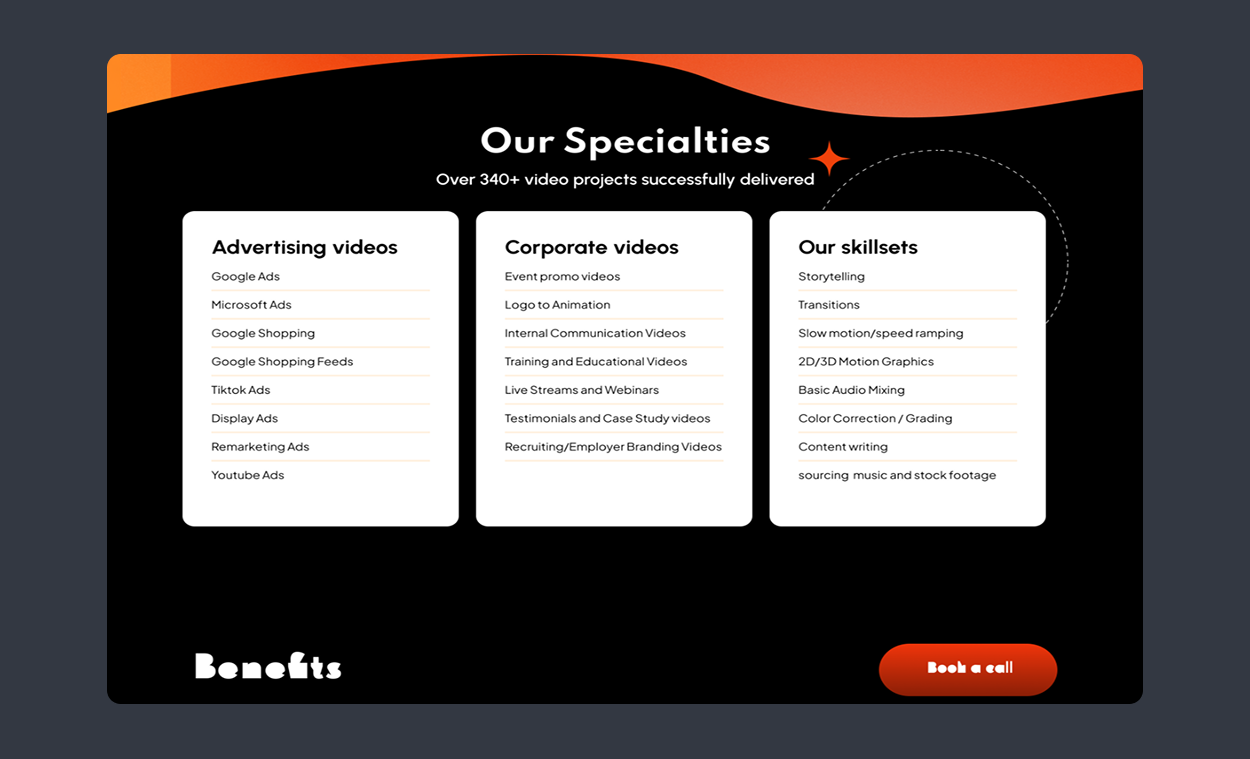 Our Specialties
Over 340+ video projects successfully delivered
Advertising videos
Google Ads
Microsoft Ads
Google Shopping
Google Shopping Feeds
Tiktok Ads
Display Ads
Remarketing Ads
Youtube Ads
Corporate videos
Event promo videos
Logo to Animation
Internal Communication Videos
Training and Educational Videos
Live Streams and Webinars
Testimonials and Case Study videos
Recruiting/Employer Branding Videos
Our skillsets
Storytelling
Transitions
Slow motion/speed ramping
2D/3D Motion Graphics
Basic Audio Mixing
Color Correction / Grading
Content writing
sourcing music and stock footage
Benefits
Book a call